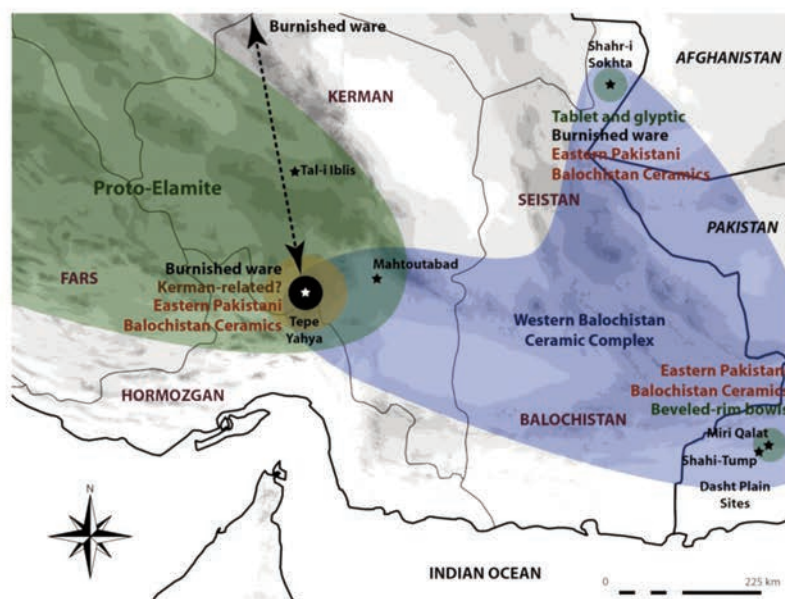 Burnished ware
Shahr-i
Sokhta
AFGHANISTAN
KERMAN
Tablet and glyptic
Burnished ware
Eastern Pakistani
Balochistan Ceramics
Tal-i Iblis
Proto-Elamite
SEISTAN
PAKISTAN
FARS
Burnished ware
Kerman-related?
Eastern Pakistani
Balochistan Ceramics
Mahtoutabad
Tepe
Yahya
Western Balochistan
Ceramic Complex
HORMOZGAN
Eastern Pakistani
Balochistan Ceramics
Beveled-rim bowls
BALOCHISTAN
Miri Qalat
Shahi-Tump
Dasht Plain
Sites
N
INDIAN OCEAN
0 225 km